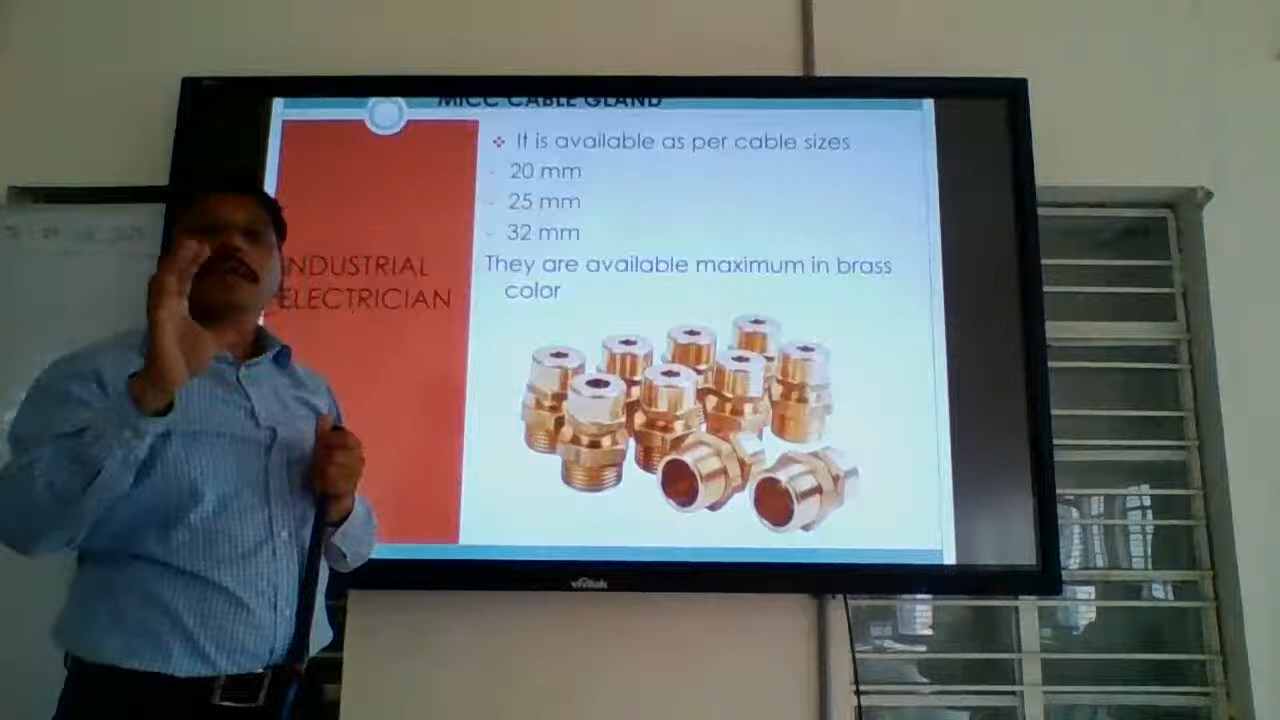 MICC CABLE GLAND
❖ It is available as per cable sizes
- 20 mm
- 25 mm
- 32 mm
They are available maximum in brass
color
INDUSTRIAL
ELECTRICIAN
vivitek